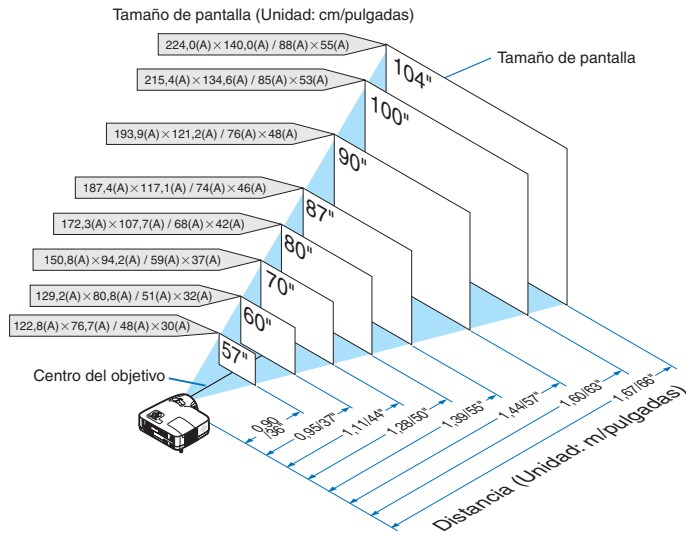 Tamaño de pantalla (Unidad: cm/pulgadas)
224,0(A)×140,0(A) / 88(A)×55(A)
Tamaño de pantalla
104"
215,4(A)×134,6(A) / 85(A)×53(A)
100"
193,9(A)×121,2(A) / 76(A)×48(A)
90"
187,4(A)×117,1(A) / 74(A)×46(A)
87"
172,3(A)×107,7(A) / 68(A)×42(A)
80"
150,8(A)×94,2(A) / 59(A)×37(A)
70"
129,2(A)×80,8(A) / 51(A)×32(A)
60"
122,8(A)×76,7(A) / 48(A)×30(A)
57"
Centro del objetivo
0,90
/36"
0,95/37"
1,11/44"
1,28/50"
1,39/55"
1,44/57"
1,60/63"
1,67/66"
Distancia (Unidad: m/pulgadas)